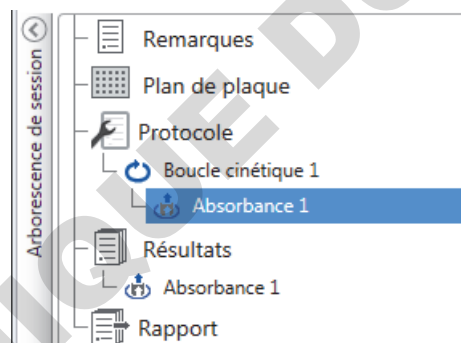 Arborescence de session
Remarques
Plan de plaque
Protocole
Boucle cinétique 1
Absorbance 1
Résultats
Absorbance 1
Rapport